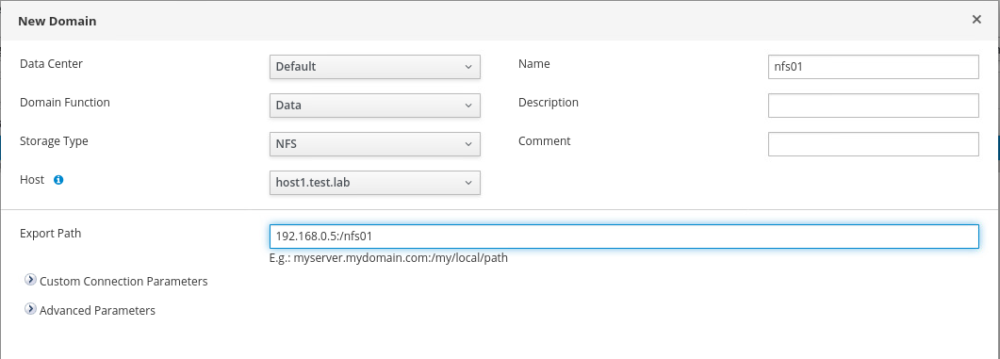 New Domain
Data Center Default Name nfs01
Domain Function Data Description
Storage Type NFS Comment
Host host1.test.lab
Export Path 192.168.0.5:/nfs01
E.g.: myserver.mydomain.com:/my/local/path
Custom Connection Parameters
Advanced Parameters